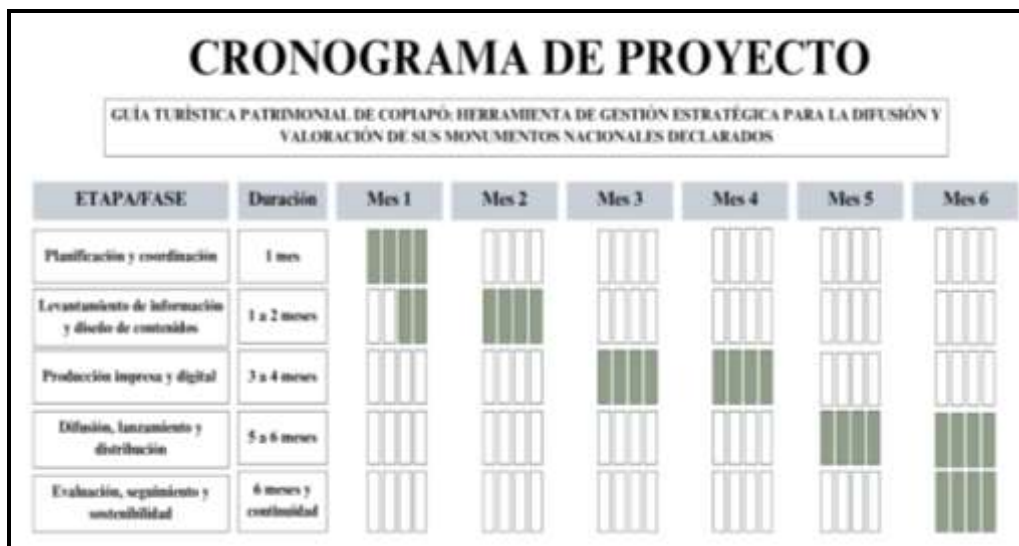 CRONOGRAMA DE PROYECTO
GUÍA TURÍSTICA PATRIMONIAL DE COPIAPÓ: HERRAMIENTA DE GESTIÓN ESTRATÉGICA PARA LA DIFUSIÓN Y
VALORACIÓN DE SUS MONUMENTOS NACIONALES DECLARADOS
ETAPA/FASE Duración Mes 1 Mes 2 Mes 3 Mes 4 Mes 5 Mes 6
Planificación y coordinación 1 mes
Levantamiento de información
y diseño de contenidos
1 a 2 meses
Producción impresa y digital 3 a 4 meses
Difusión, lanzamiento y
distribución
5 a 6 meses
Evaluación, seguimiento y
sostenibilidad
6 meses y
continuidad